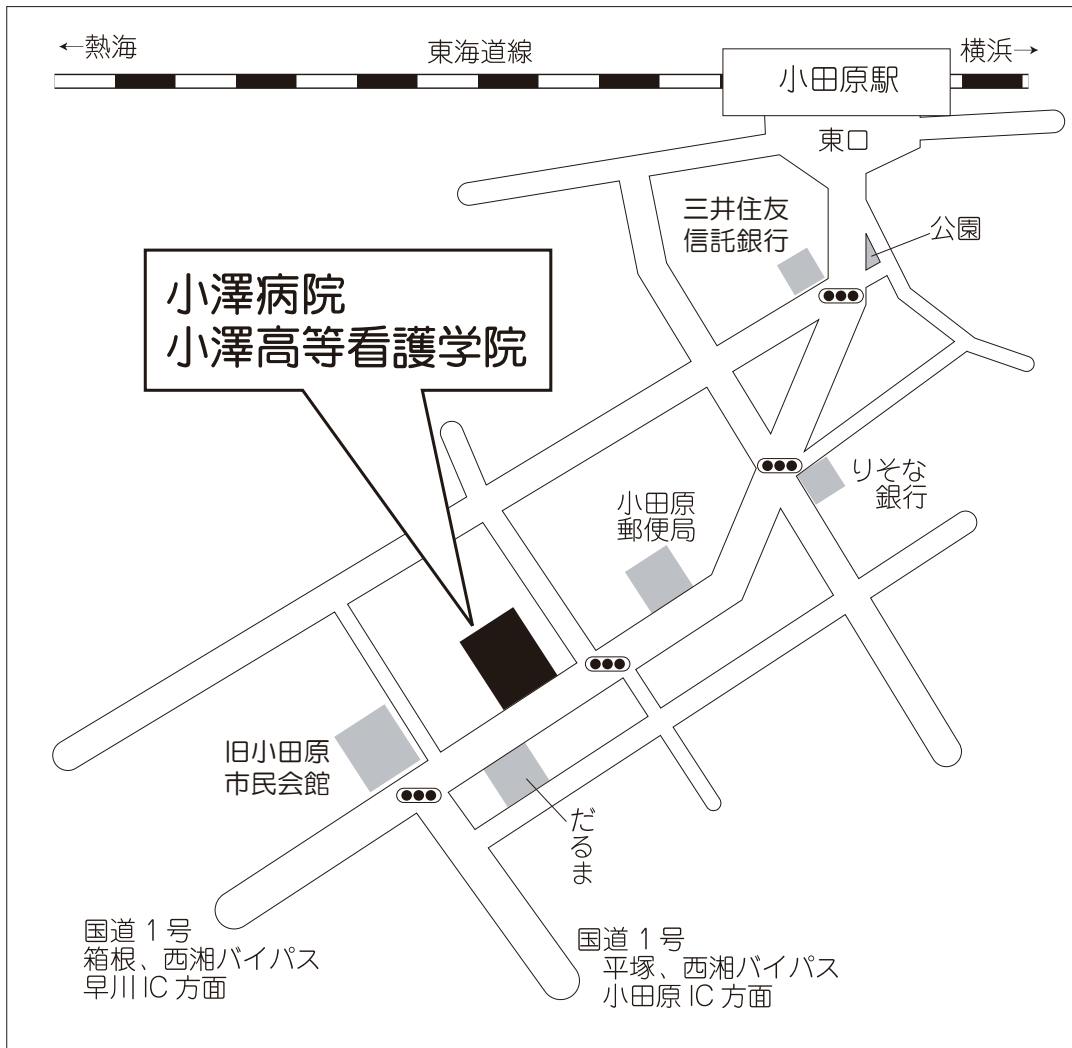 ←熱海
東海道線
横浜→
小田原駅
東口
三井住友
信託銀行
公園
小澤病院
小澤高等看護学院
りそな
銀行
小田原
郵便局
旧小田原
市民会館
だるま
国道1号
箱根、西湘バイパス
早川IC方面
国道1号
平塚、西湘バイパス
小田原IC方面